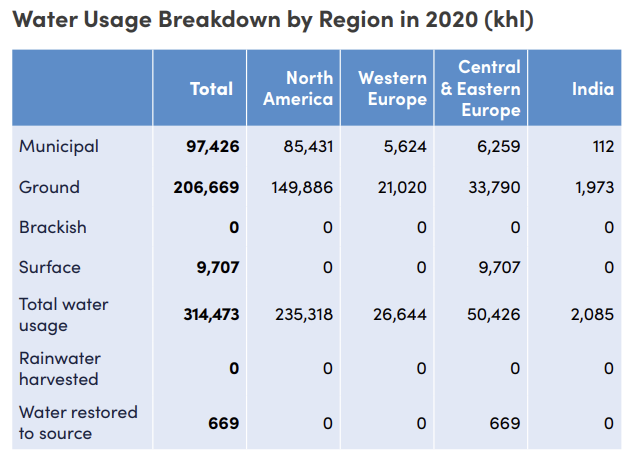 Water Usage Breakdown by Region in 2020 (khl)
Total North America Western Europe Central & Eastern Europe India
Municipal 97,426 85,431 5,624 6,259 112
Ground 206,669 149,886 21,020 33,790 1,973
Brackish 0 0 0 0 0
Surface 9,707 0 0 9,707 0
Total water usage 314,473 235,318 26,644 50,426 2,085
Rainwater harvested 0 0 0 0 0
Water restored to source 669 0 0 669 0